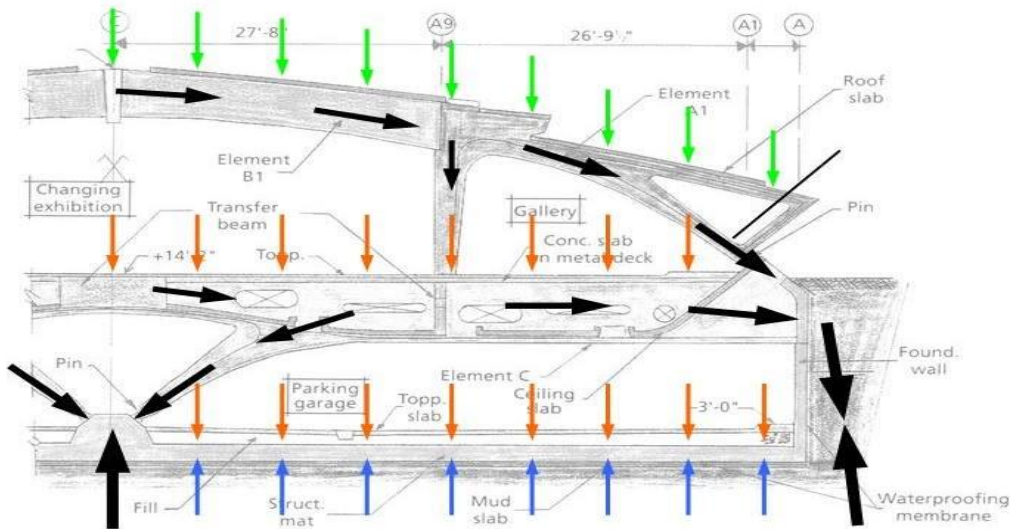 C
27'-8"
A9
26'-9½"
A1
A
Element
A1
Roof
slab
Element
B1
Changing
exhibition
Transfer
beam
Gallery
Pin
Conc. slab
on metal deck
+14'-2"
Topp.
Found.
wall
Pin
Element C
Ceiling
slab
Parking
garage
Topp.
slab
3'-0"
Fill
Struct.
mat
Mud
slab
Waterproofing
membrane